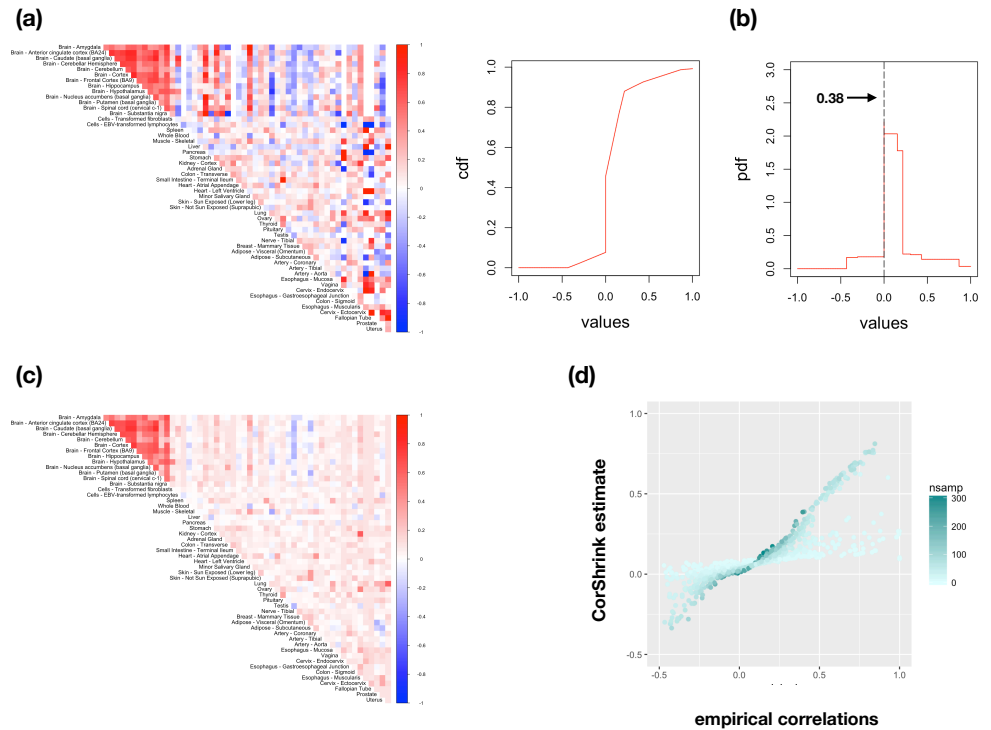 (a)
Brain - Amygdala
Brain - Anterior cingulate cortex (BA24)
Brain - Caudate (basal ganglia)
Brain - Cerebellar Hemisphere
Brain - Cerebellum
Brain - Cortex
Brain - Frontal Cortex (BA9)
Brain - Hippocampus
Brain - Hypothalamus
Brain - Nucleus accumbens (basal ganglia)
Brain - Putamen (basal ganglia)
Brain - Spinal cord (cervical c-1)
Brain - Substantia nigra
Cells - Transformed fibroblasts
Cells - EBV-transformed lymphocytes
Spleen
Whole Blood
Muscle - Skeletal
Liver
Pancreas
Stomach
Kidney - Cortex
Adrenal Gland
Colon - Transverse
Small Intestine - Terminal Ileum
Heart - Atrial Appendage
Heart - Left Ventricle
Minor Salivary Gland
Skin - Sun Exposed (Lower leg)
Skin - Not Sun Exposed (Suprapubic)
Lung
Ovary
Thyroid
Pituitary
Testis
Nerve - Tibial
Breast - Mammary Tissue
Adipose - Visceral (Omentum)
Adipose - Subcutaneous
Artery - Coronary
Artery - Tibial
Artery - Aorta
Esophagus - Mucosa
Vagina
Cervix - Endocervix
Esophagus - Gastroesophageal Junction
Colon - Sigmoid
Esophagus - Muscularis
Cervix - Ectocervix
Fallopian Tube
Prostate
Uterus
1
0.8
0.6
0.4
0.2
0
-0.2
-0.4
-0.6
-0.8
-1
cdf
1.0
0.8
0.6
0.4
0.2
0.0
-1.0
-0.5
0.0
0.5
1.0
values
(b)
pdf
3.0
2.5
2.0
1.5
1.0
0.5
0.0
0.38
-1.0
-0.5
0.0
0.5
1.0
values
(c)
Brain - Amygdala
Brain - Anterior cingulate cortex (BA24)
Brain - Caudate (basal ganglia)
Brain - Cerebellar Hemisphere
Brain - Cerebellum
Brain - Cortex
Brain - Frontal Cortex (BA9)
Brain - Hippocampus
Brain - Hypothalamus
Brain - Nucleus accumbens (basal ganglia)
Brain - Putamen (basal ganglia)
Brain - Spinal cord (cervical c-1)
Brain - Substantia nigra
Cells - Transformed fibroblasts
Cells - EBV-transformed lymphocytes
Spleen
Whole Blood
Muscle - Skeletal
Liver
Pancreas
Stomach
Kidney - Cortex
Adrenal Gland
Colon - Transverse
Small Intestine - Terminal Ileum
Heart - Atrial Appendage
Heart - Left Ventricle
Minor Salivary Gland
Skin - Sun Exposed (Lower leg)
Skin - Not Sun Exposed (Suprapubic)
Lung
Ovary
Thyroid
Pituitary
Testis
Nerve - Tibial
Breast - Mammary Tissue
Adipose - Visceral (Omentum)
Adipose - Subcutaneous
Artery - Coronary
Artery - Tibial
Artery - Aorta
Esophagus - Mucosa
Vagina
Cervix - Endocervix
Esophagus - Gastroesophageal Junction
Colon - Sigmoid
Esophagus - Muscularis
Cervix - Ectocervix
Fallopian Tube
Prostate
Uterus
1
0.8
0.6
0.4
0.2
0
-0.2
-0.4
-0.6
-0.8
-1
(d)
CorShrink estimate
1.0
0.5
0.0
-0.5
-0.5
0.0
0.5
1.0
empirical correlations
nsamp
300
200
100
0